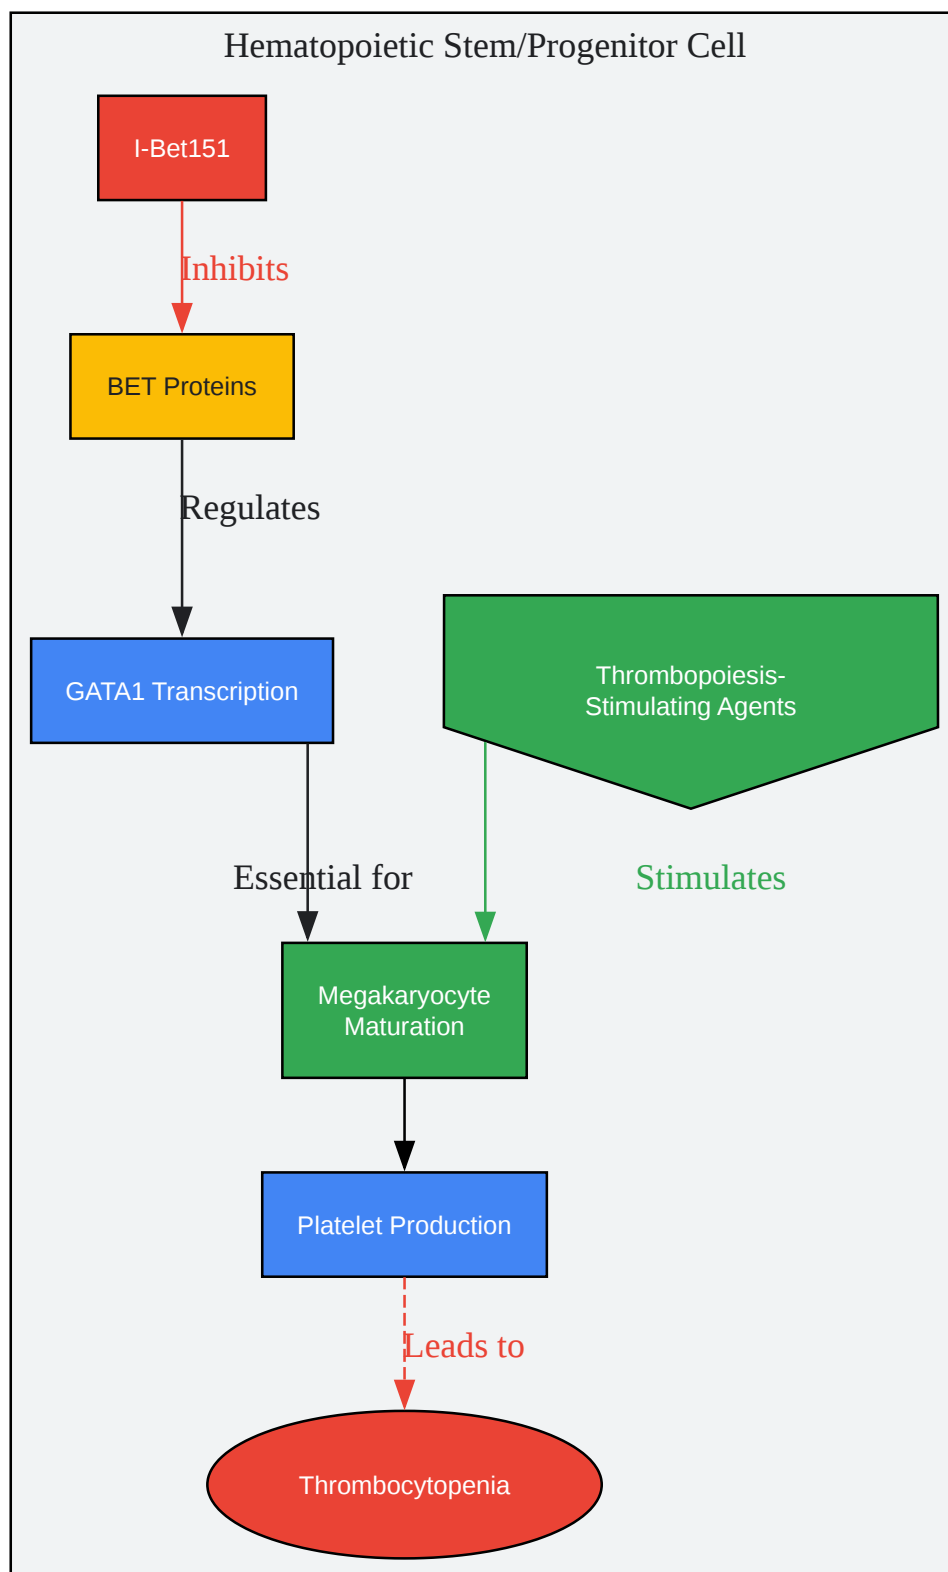 Hematopoietic Stem/Progenitor Cell
I-Bet151
Inhibits
BET Proteins
Regulates
GATA1 Transcription
Thrombopoiesis-
Stimulating Agents
Essential for
Stimulates
Megakaryocyte
Maturation
Platelet Production
Leads to
Thrombocytopenia